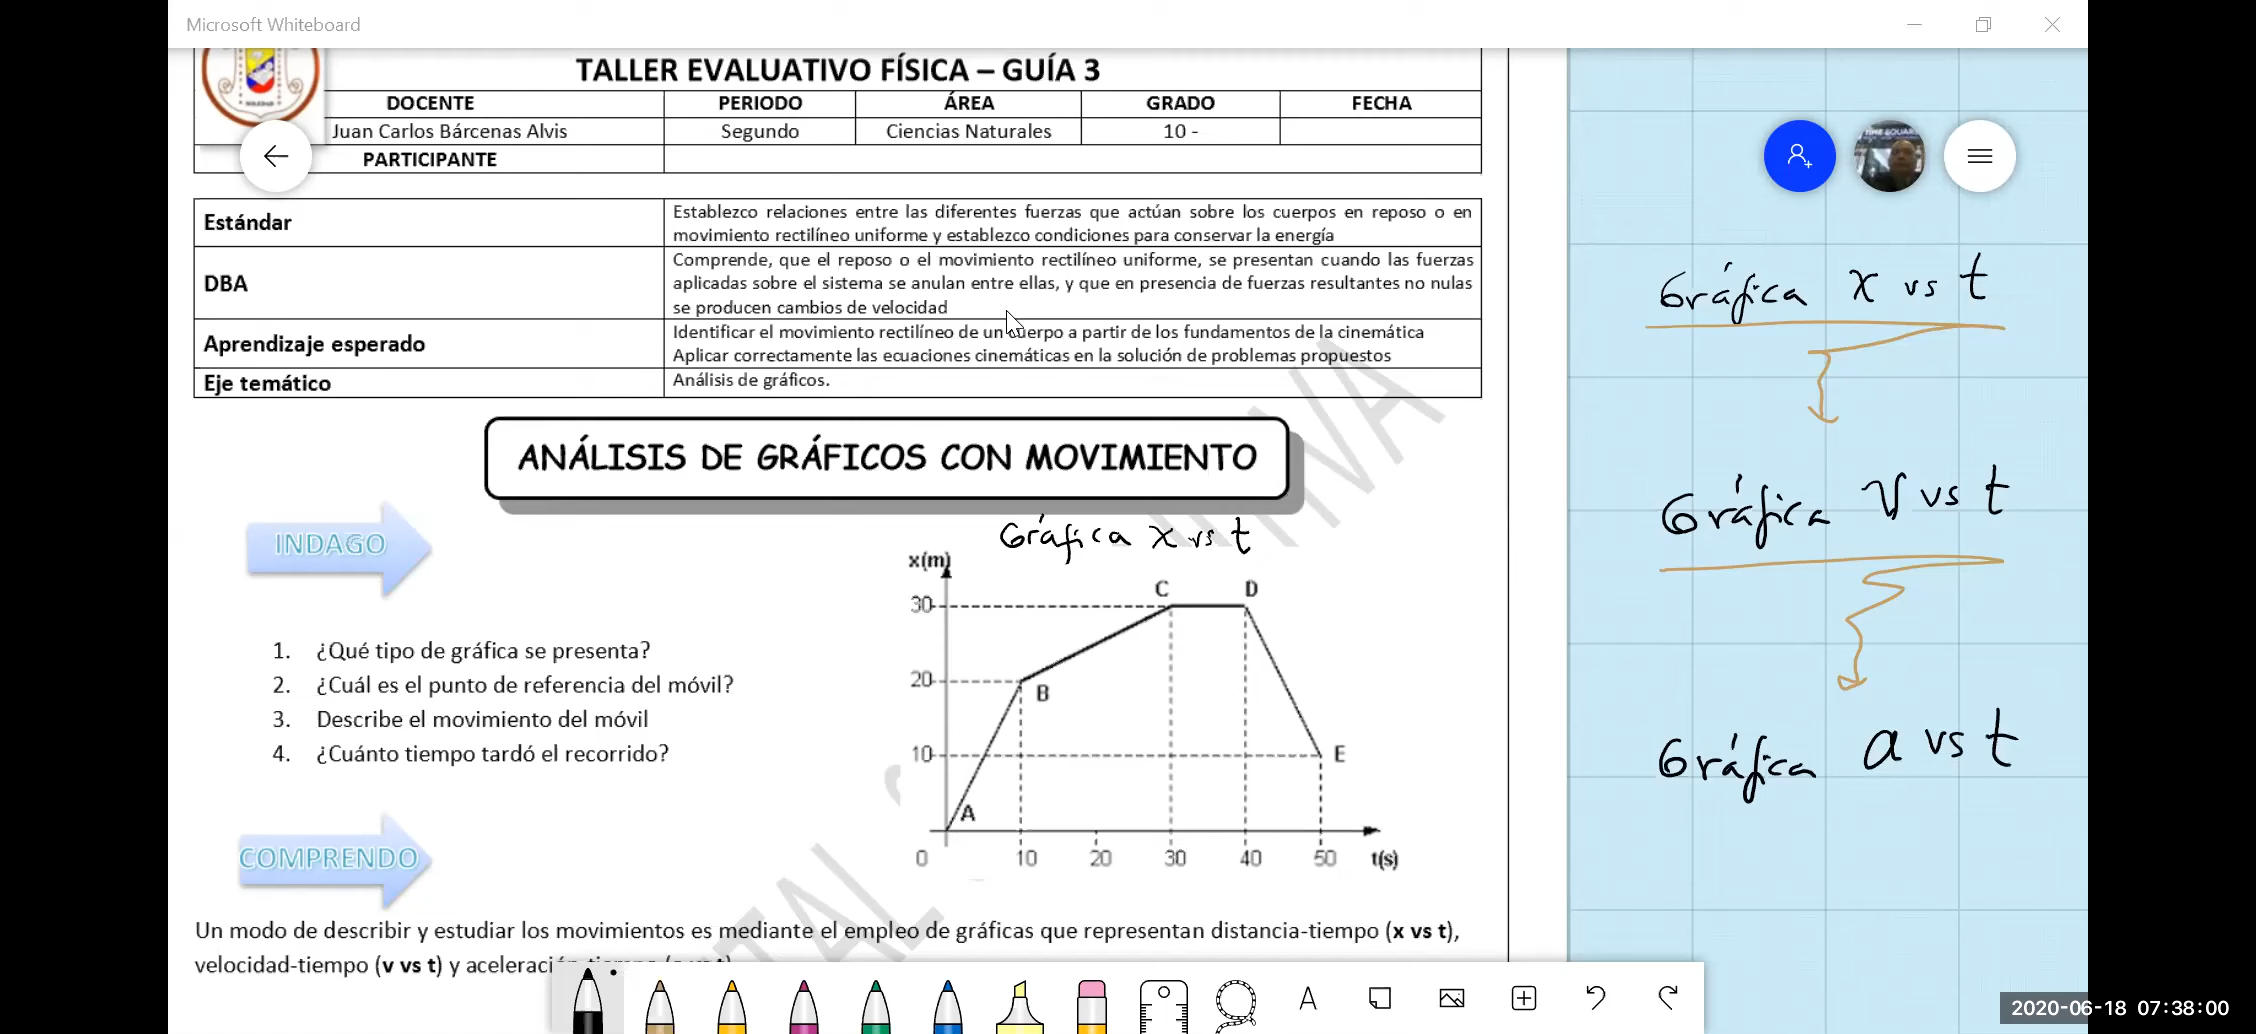 Microsoft Whiteboard
TALLER EVALUATIVO FÍSICA – GUÍA 3
DOCENTE PERIODO ÁREA GRADO FECHA
Juan Carlos Bárcenas Alvis Segundo Ciencias Naturales 10 -
PARTICIPANTE
Estándar
Establezco relaciones entre las diferentes fuerzas que actúan sobre los cuerpos en reposo o en
movimiento rectilíneo uniforme y establezco condiciones para conservar la energía
DBA
Comprende, que el reposo o el movimiento rectilíneo uniforme, se presentan cuando las fuerzas
aplicadas sobre el sistema se anulan entre ellas, y que en presencia de fuerzas resultantes no nulas
se producen cambios de velocidad
Aprendizaje esperado
Identificar el movimiento rectilíneo de un cuerpo a partir de los fundamentos de la cinemática
Aplicar correctamente las ecuaciones cinemáticas en la solución de problemas propuestos
Eje temático
Análisis de gráficos.
ANÁLISIS DE GRÁFICOS CON MOVIMIENTO
INDAGO
1. ¿Qué tipo de gráfica se presenta?
2. ¿Cuál es el punto de referencia del móvil?
3. Describe el movimiento del móvil
4. ¿Cuánto tiempo tardó el recorrido?
Gráfica x vs t
x(m)
C D
30
20
B
10 E
A
0 10 20 30 40 50 t(s)
COMPRENDO
Un modo de describir y estudiar los movimientos es mediante el empleo de gráficas que representan distancia-tiempo (x vs t),
velocidad-tiempo (v vs t) y
Gráfica x vs t
Gráfica V vs t
Gráfica a vs t
2020-06-18 07:38:00